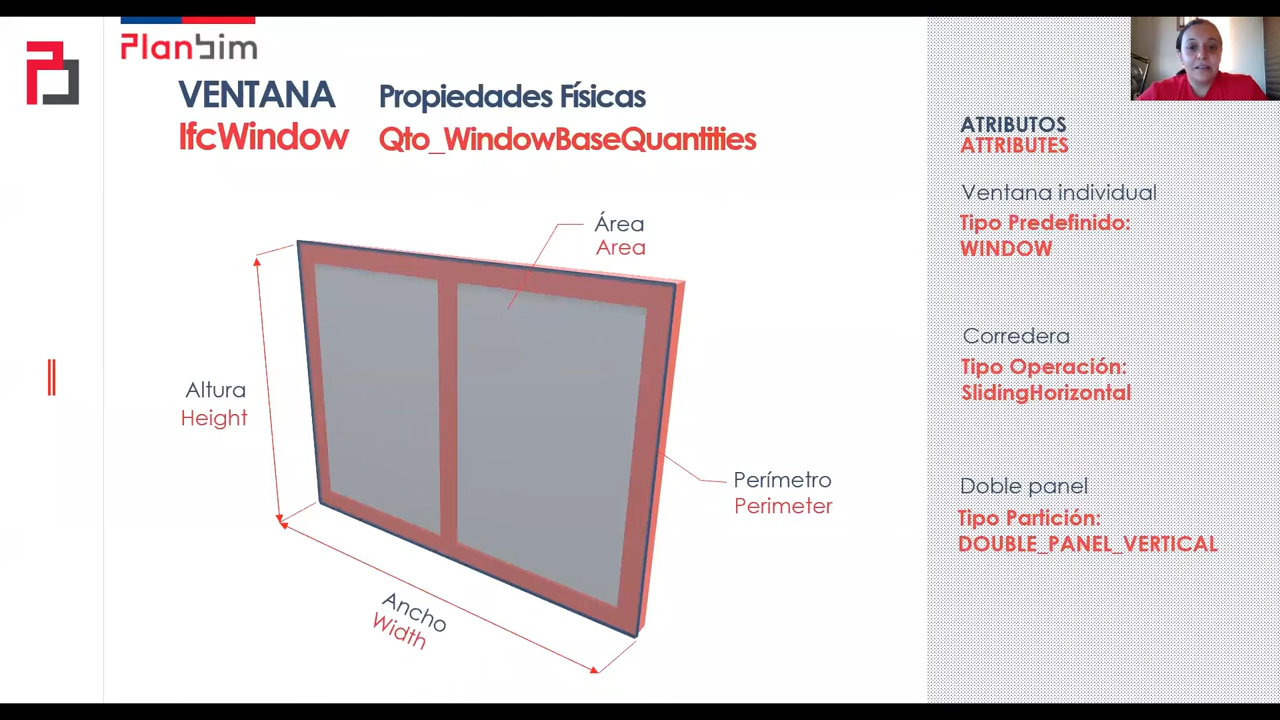 PlanBim
VENTANA
IfcWindow
Propiedades Físicas
Qto_WindowBaseQuantities
Área
Area
Altura
Height
Perímetro
Perimeter
Ancho
Width
ATRIBUTOS
ATTRIBUTES
Ventana individual
Tipo Predefinido:
WINDOW
Corredera
Tipo Operación:
SlidingHorizontal
Doble panel
Tipo Partición:
DOUBLE_PANEL_VERTICAL